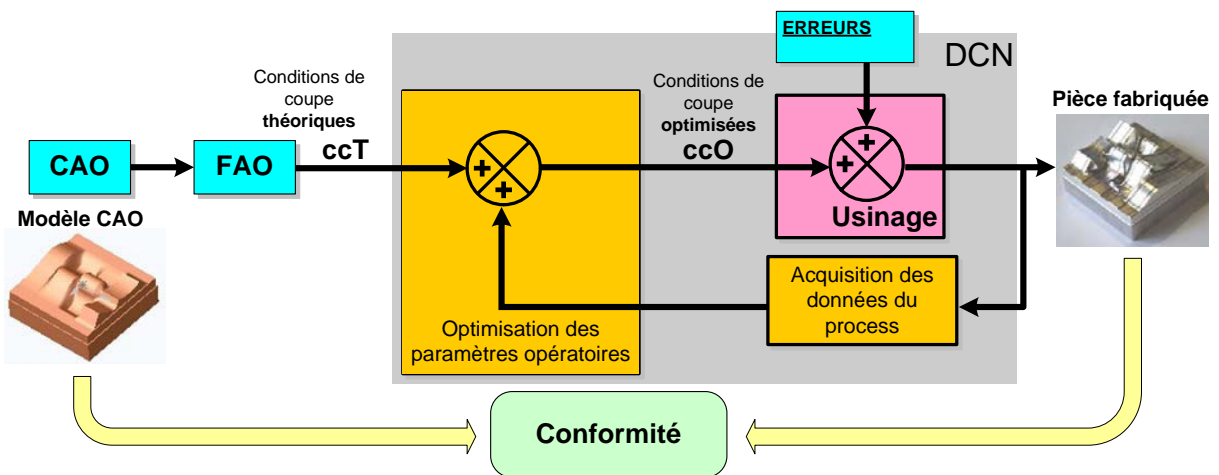 ERREURS
DCN
Conditions de
coupe
théoriques
ccT
Conditions de
coupe
optimisées
ccO
Pièce fabriquée
CAO
FAO
+
+
+
+
Usinage
Modèle CAO
Acquisition des
données du
process
Optimisation des
paramètres opératoires
Conformité